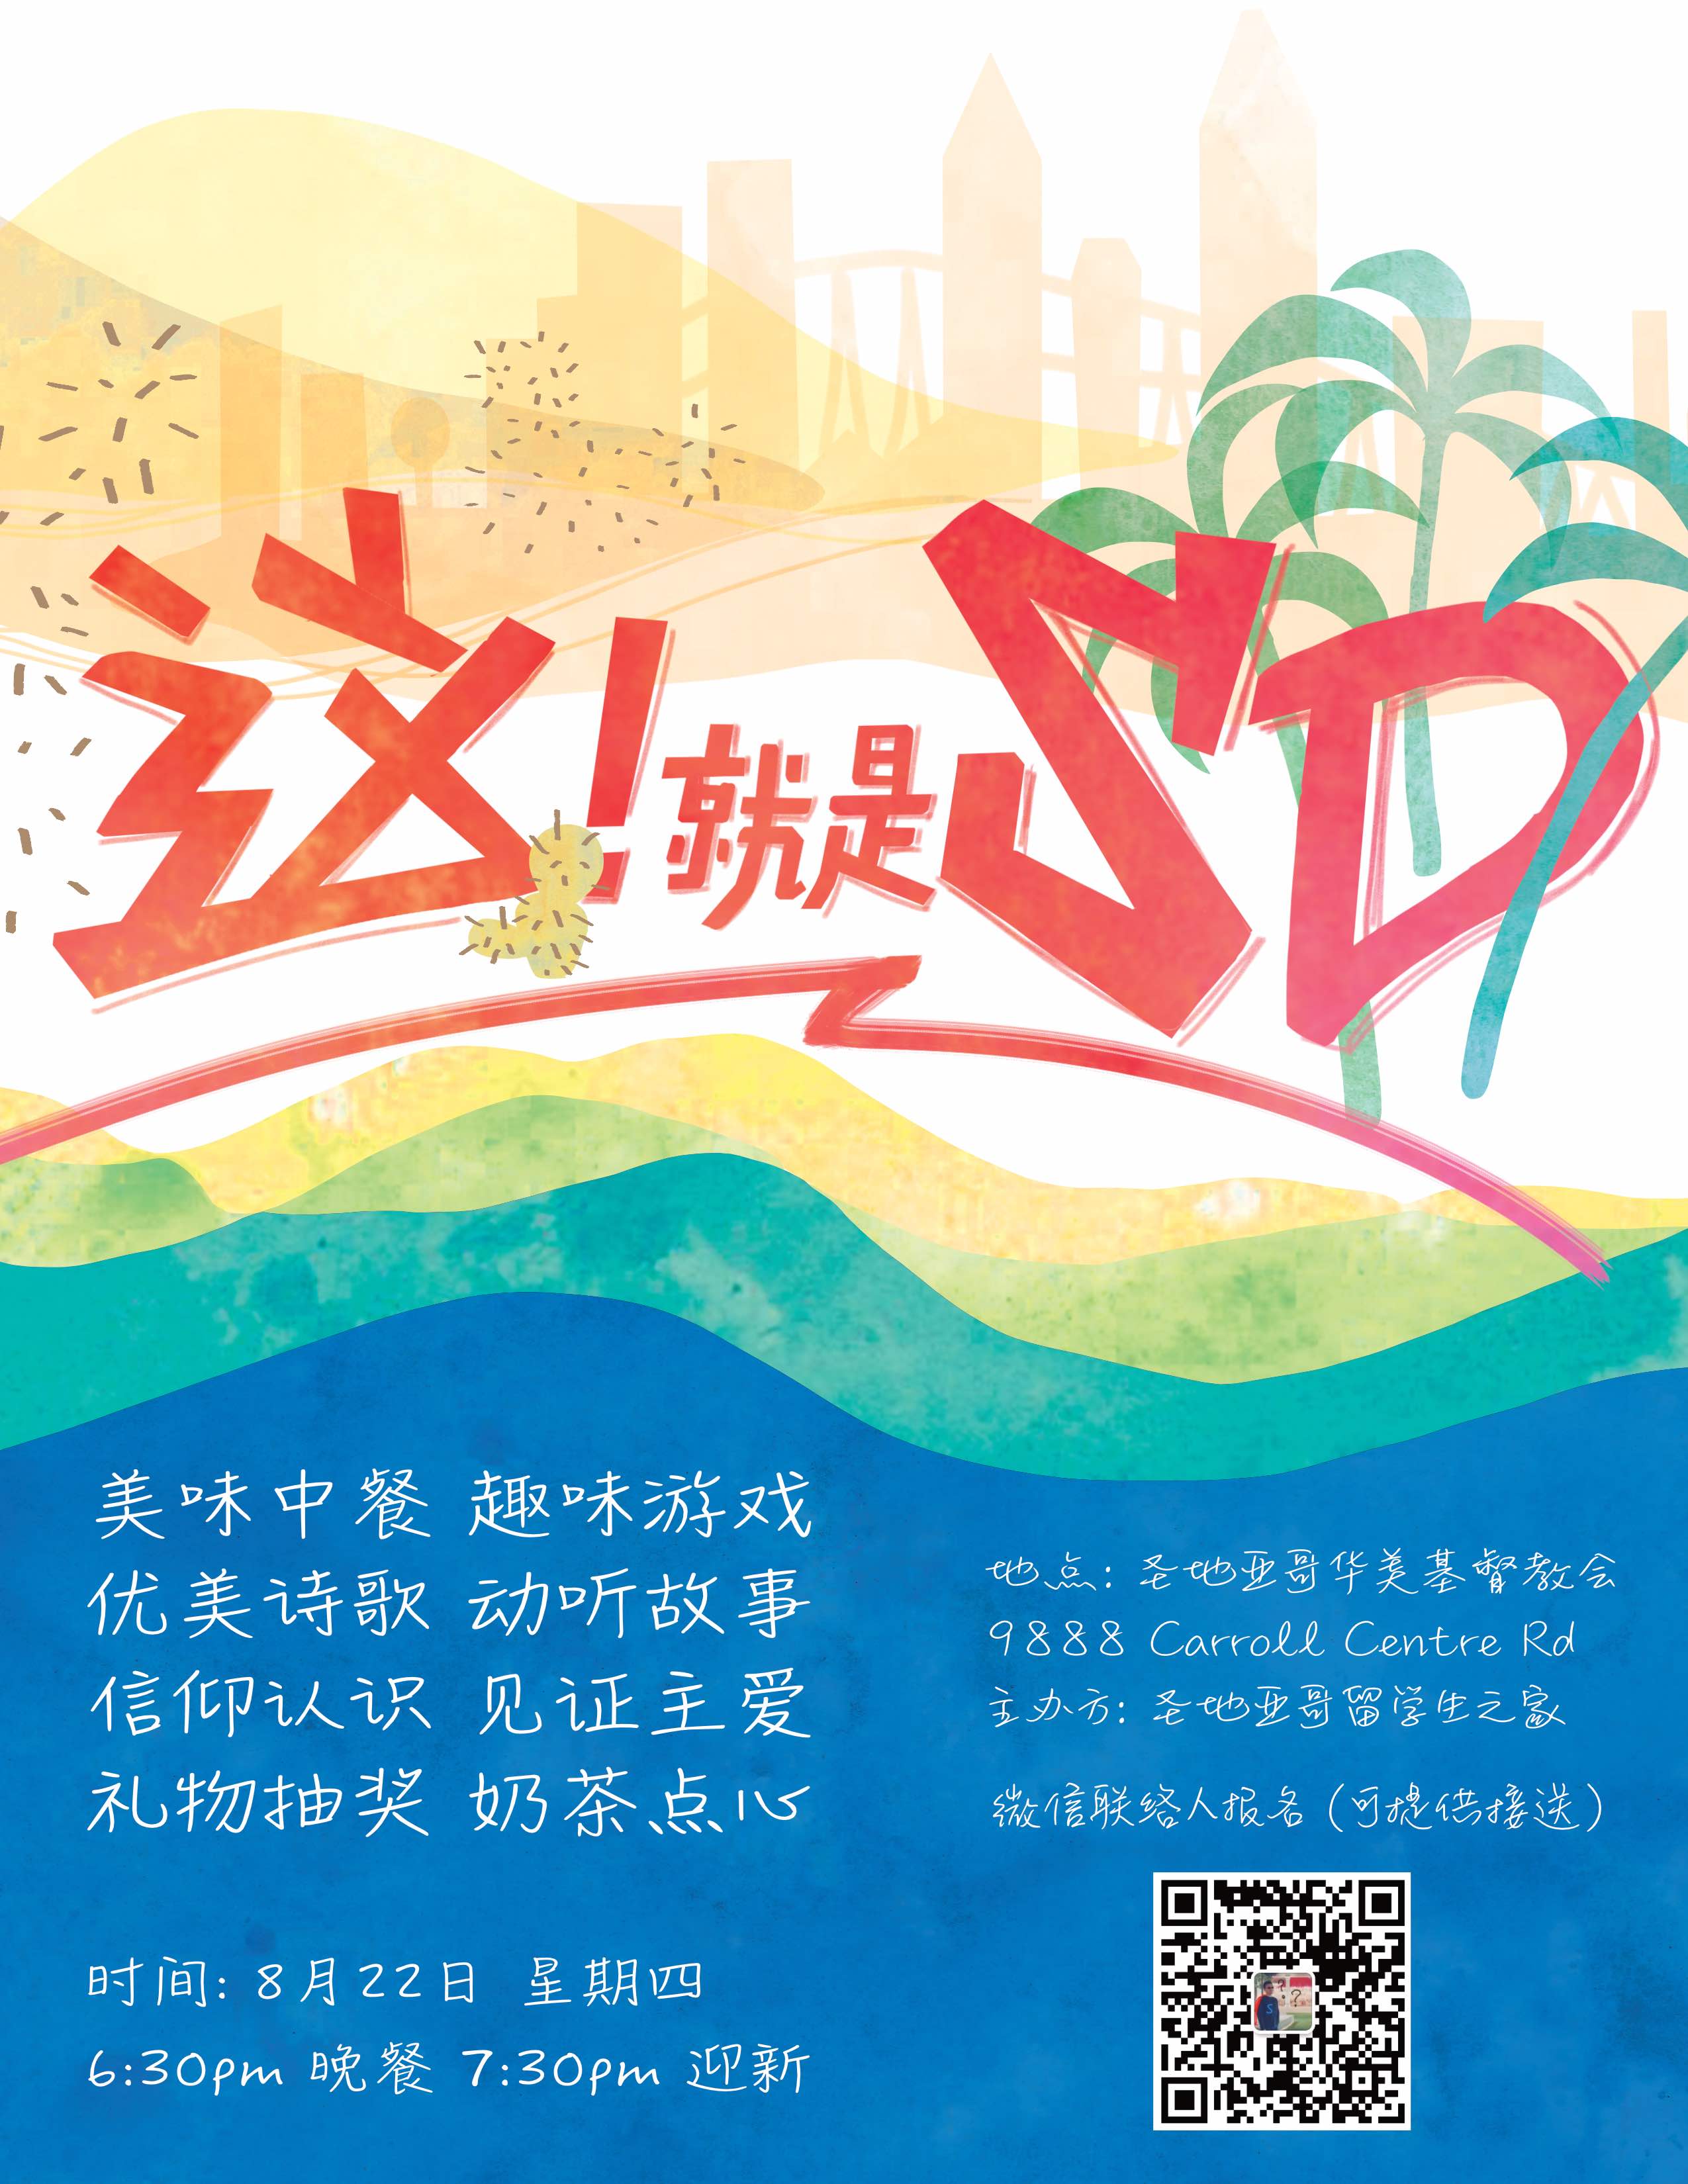 这!就是SD
美味中餐 趣味游戏
优美诗歌 动听故事
信仰认识 见证主爱
礼物抽奖 奶茶点心
时间: 8月22日 星期四
6:30pm 晚餐 7:30pm 迎新
地点: 圣地亚哥华美基督教会
9888 Carroll Centre Rd
主办方: 圣地亚哥留学生之家
微信联络人报名 (可提供接送)